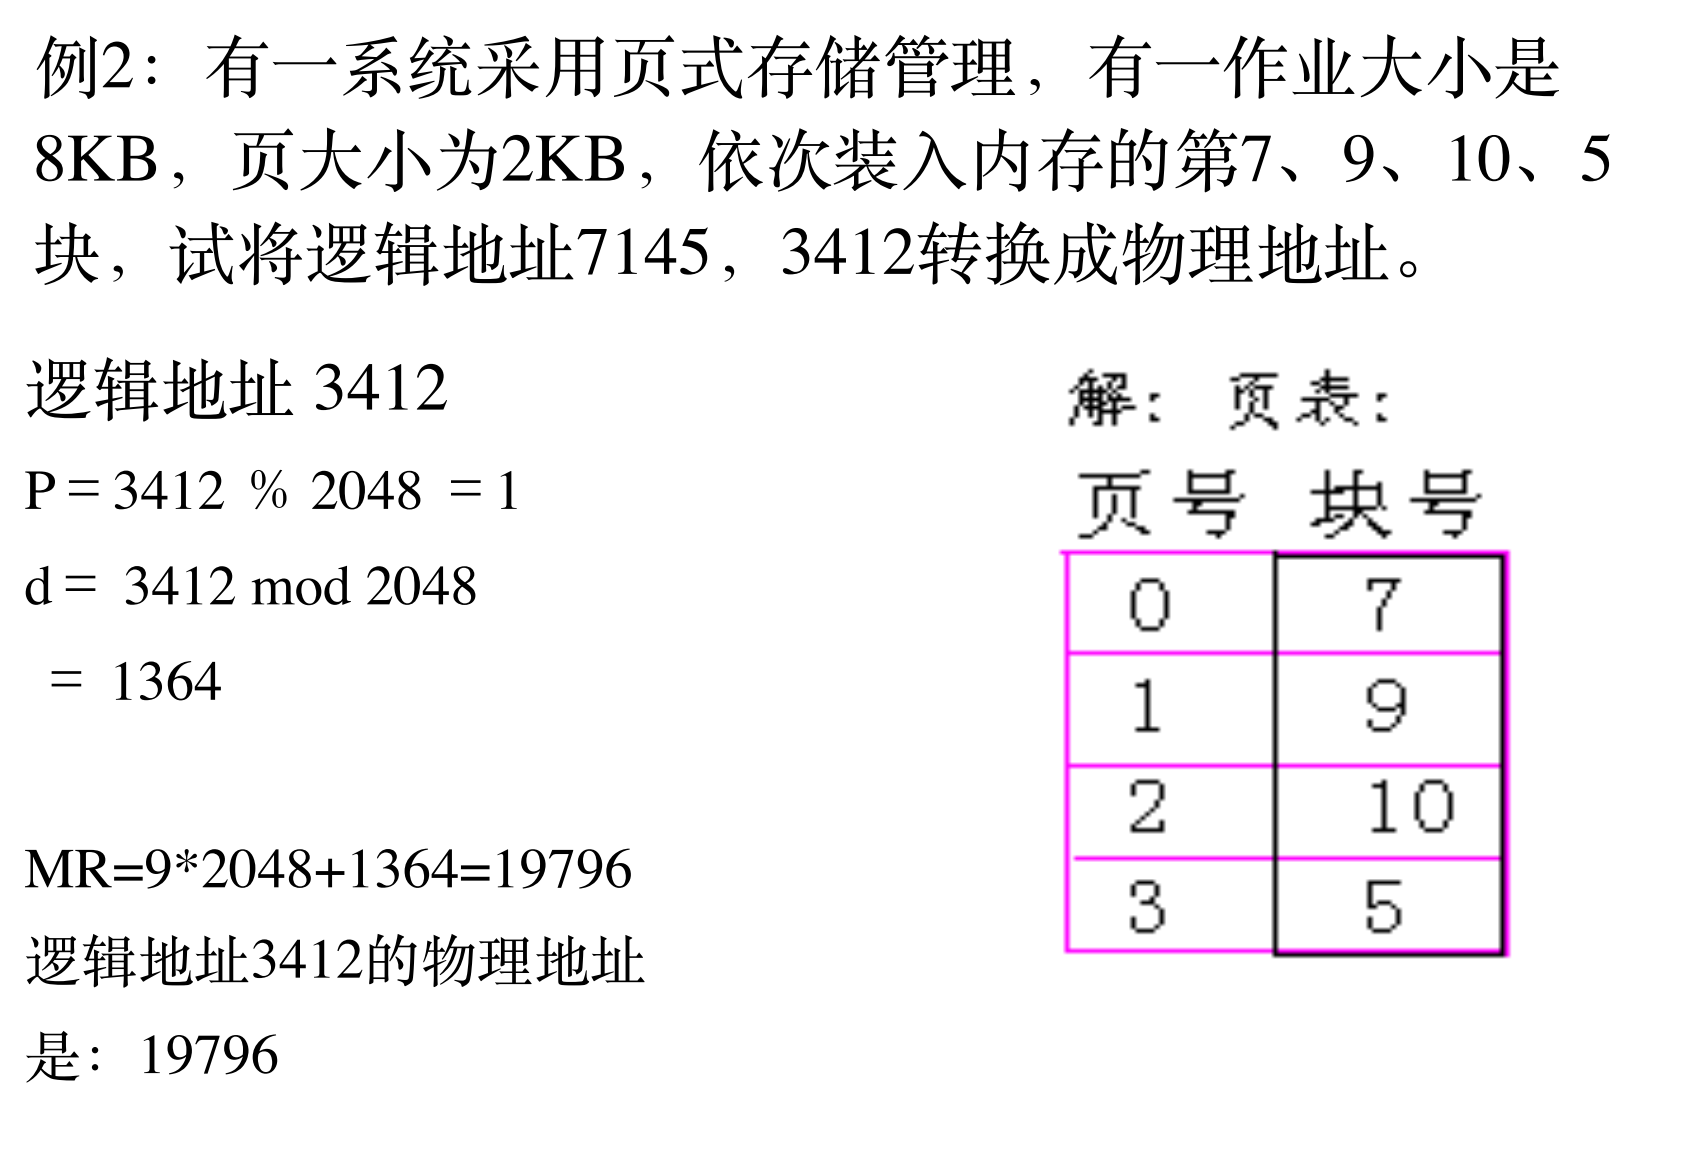 例2：有一系统采用页式存储管理，有一作业大小是
8KB，页大小为2KB，依次装入内存的第7、9、10、5
块，试将逻辑地址7145，3412转换成物理地址。
逻辑地址 3412
P = 3412 % 2048 = 1
d = 3412 mod 2048
= 1364
MR=9*2048+1364=19796
逻辑地址3412的物理地址
是：19796
解： 页表：
页号 块号
0 7
1 9
2 10
3 5